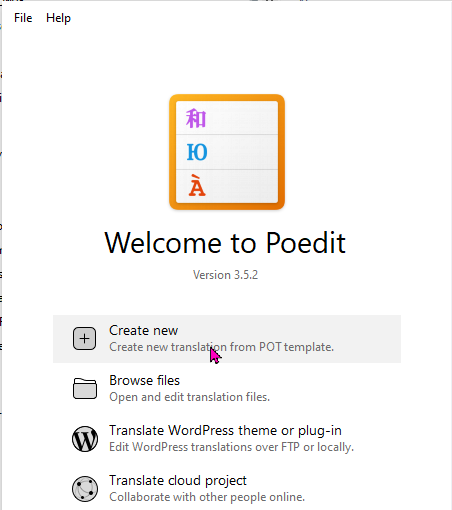 File Help
和
Ю
À
Welcome to Poedit
Version 3.5.2
Create new
Create new translation from POT template.
Browse files
Open and edit translation files.
Translate WordPress theme or plug-in
Edit WordPress translations over FTP or locally.
Translate cloud project
Collaborate with other people online.